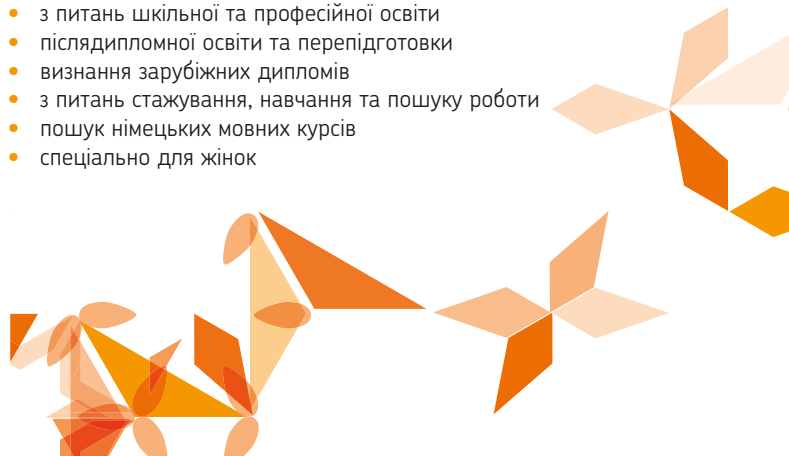 • з питань шкільної та професійної освіти
• післядипломної освіти та перепідготовки
• визнання зарубіжних дипломів
• з питань стажування, навчання та пошуку роботи
• пошук німецьких мовних курсів
• спеціально для жінок